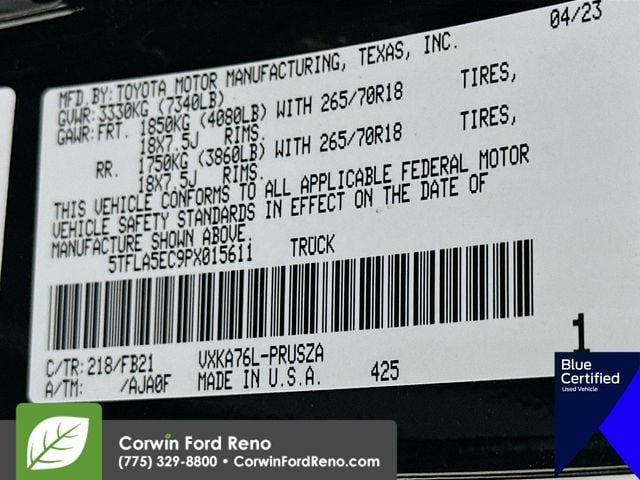 04/23
MFD.BY: TOYOTA MOTOR MANUFACTURING, TEXAS, INC.
GVWR: 3330KG (7340LB)
GAWR: FRT. 1850KG (4080LB) WITH 265/70R18 TIRES,
18X7.5J RIMS.
RR. 1750KG (3860LB) WITH 265/70R18 TIRES,
18X7.5J RIMS.
THIS VEHICLE CONFORMS TO ALL APPLICABLE FEDERAL MOTOR
VEHICLE SAFETY STANDARDS IN EFFECT ON THE DATE OF
MANUFACTURE SHOWN ABOVE.
5TFLA5EC9PX015611 TRUCK
C/TR: 218/FB21 VXKA76L-PRUSZA
A/TM: /AJA0F MADE IN U.S.A. 425
1
Blue
Certified
Used Vehicle
Corwin Ford Reno
(775) 329-8800 • CorwinFordReno.com